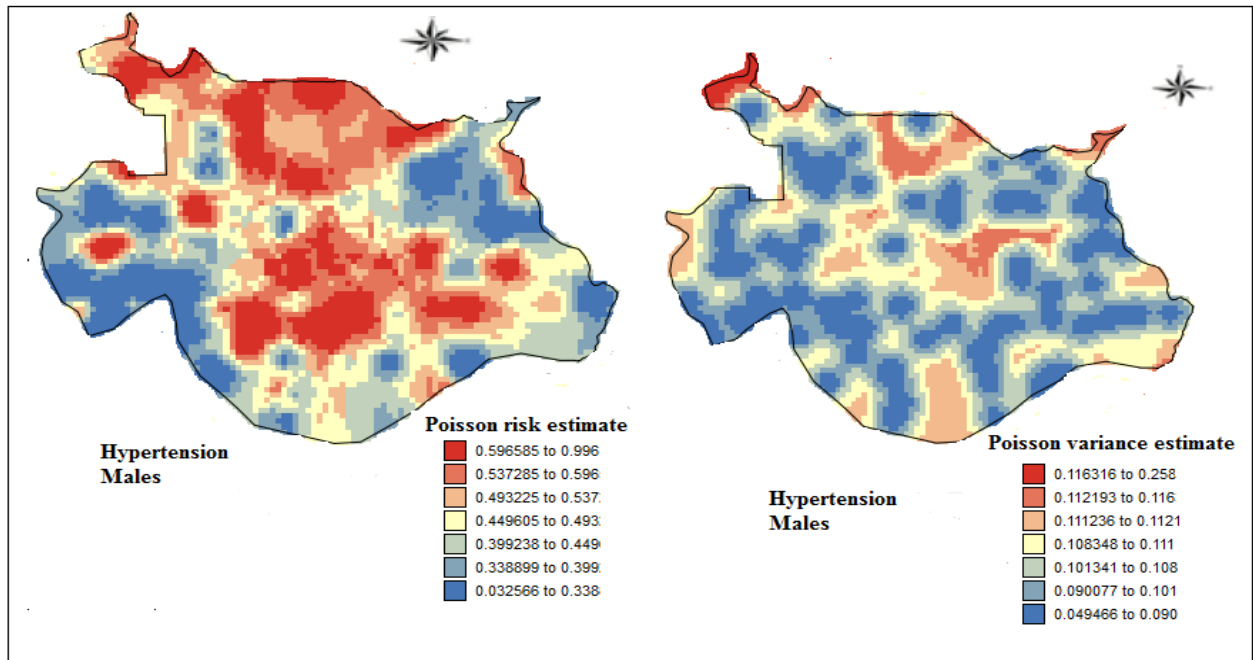 Poisson risk estimate
0.596585 to 0.996
0.537285 to 0.596
0.493225 to 0.537
0.449605 to 0.493
0.399238 to 0.449
0.338899 to 0.399
0.032566 to 0.338
Hypertension
Males
Poisson variance estimate
0.116316 to 0.258
0.112193 to 0.116
0.111236 to 0.1121
0.108348 to 0.111
0.101341 to 0.108
0.090077 to 0.101
0.049466 to 0.090
Hypertension
Males